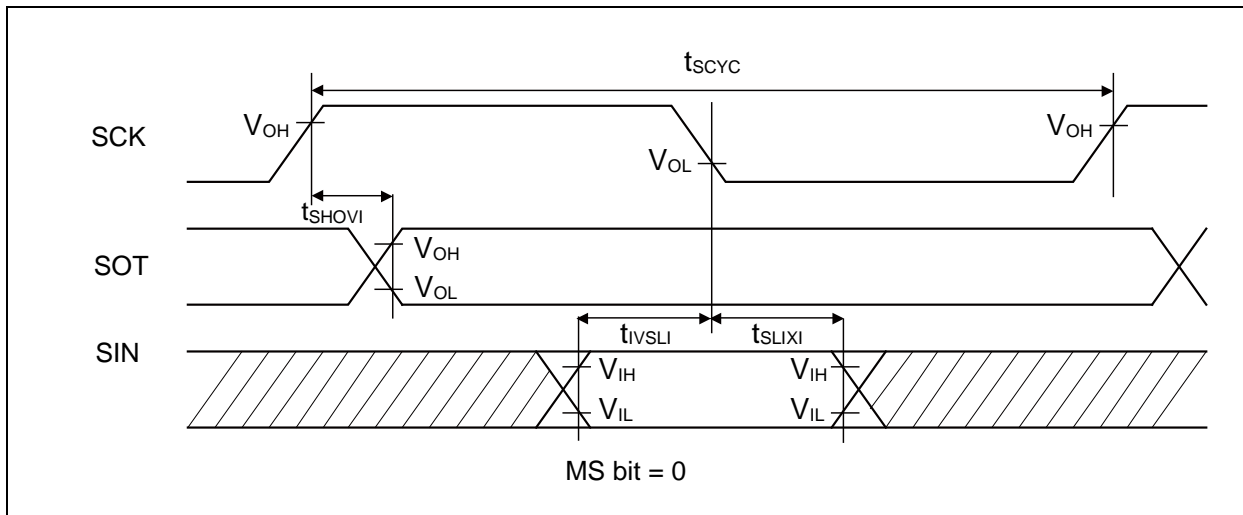 tSCYC
SCK
VOH
VOH
VOL
tSHOVI
SOT
VOH
VOL
SIN
tIVSLI
tSLIXI
VIH
VIH
VIL
VIL
MS bit = 0